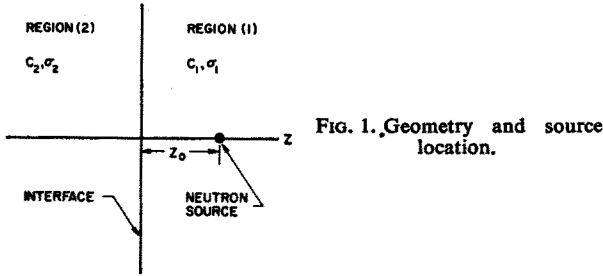 REGION (2)
REGION (1)
C₂,σ₂
C₁,σ₁
Z
Z₀
INTERFACE
NEUTRON
SOURCE
FIG. 1. Geometry and source
location.